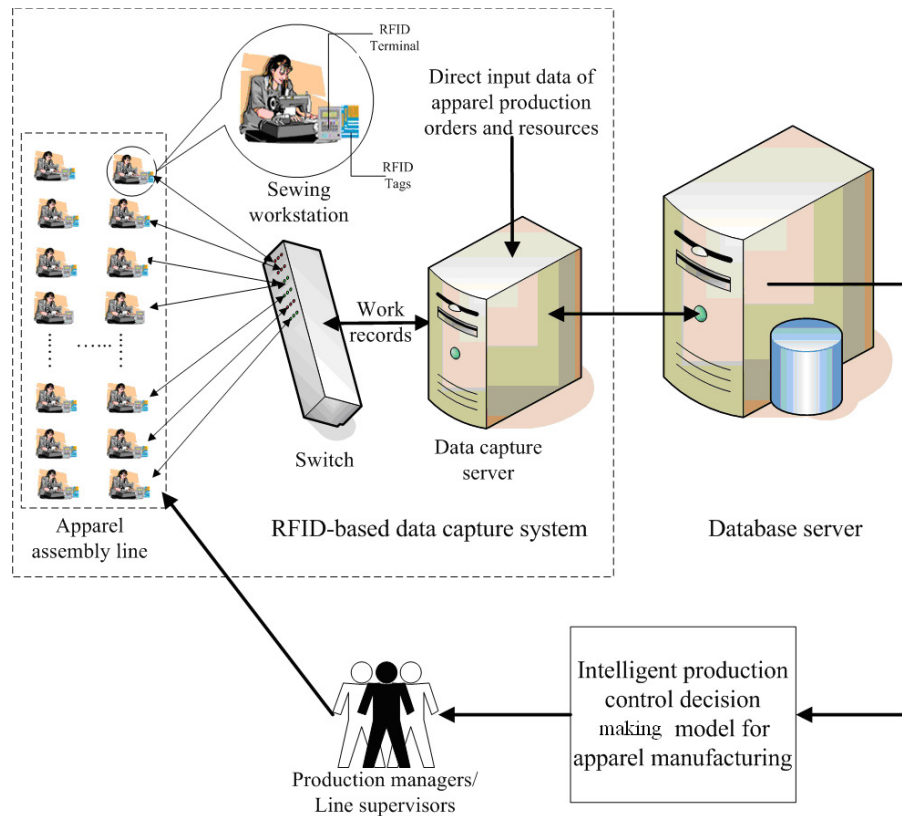 RFID
Terminal
Direct input data of
apparel production
orders and resources
RFID
Tags
Sewing
workstation
Work
records
Switch
Data capture
server
Apparel
assembly line
RFID-based data capture system
Database server
Intelligent production
control decision
making model for
apparel manufacturing
Production managers/
Line supervisors